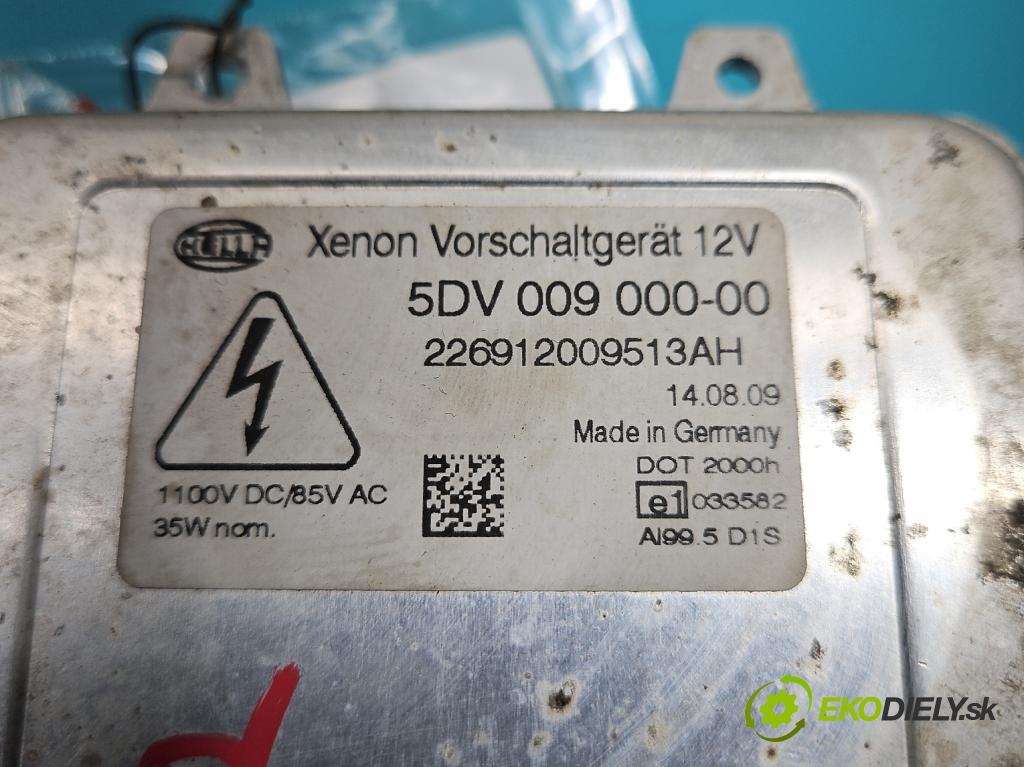 HELLA
Xenon Vorschaltgerät 12V
5DV 009 000-00
226912009513AH
14.08.09
Made in Germany
DOT 2000h
e1 033582
AI99.5 D1S
1100V DC/85V AC
35W nom.
EKODIELY.sk